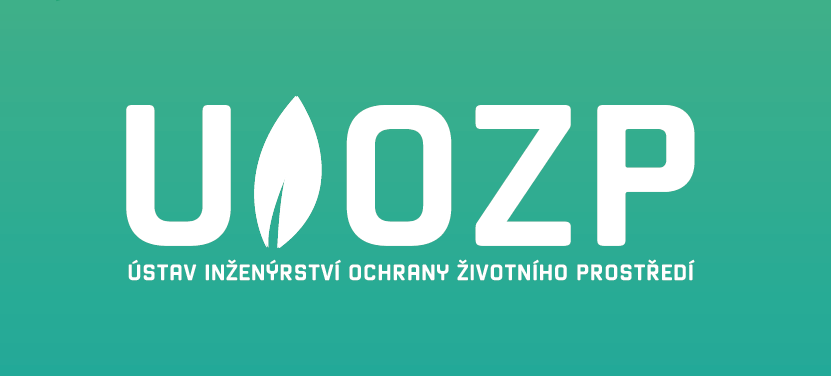 UIOZP
ÚSTAV INŽENÝRSTVÍ OCHRANY ŽIVOTNÍHO PROSTŘEDÍ